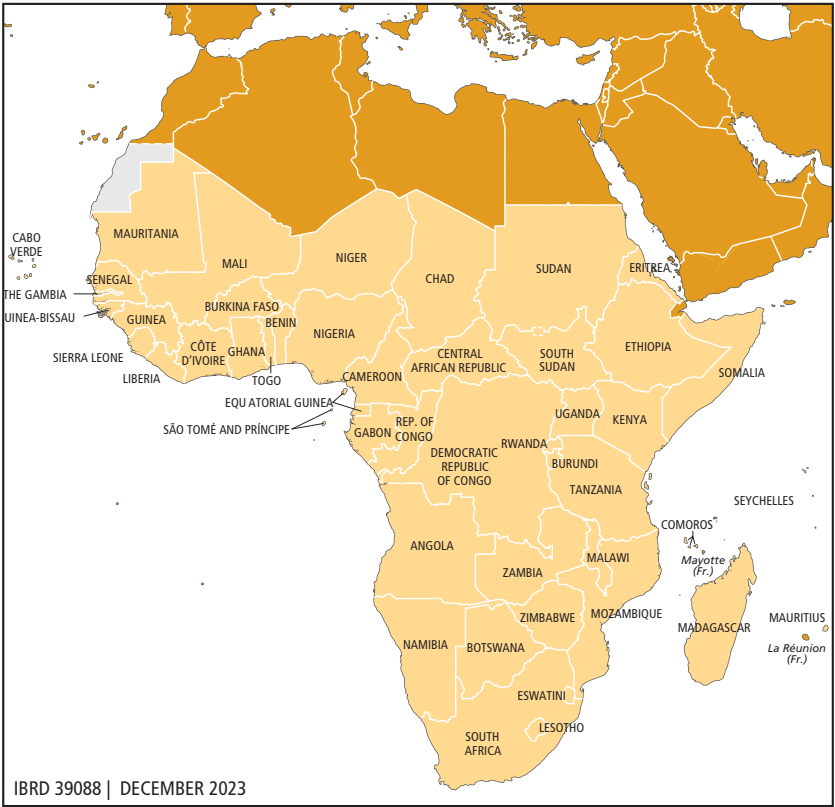 CABO
VERDE
MAURITANIA
MALI
NIGER
CHAD
SUDAN
ERITREA
SENEGAL
THE GAMBIA
UINEA-BISSAU
GUINEA
BURKINA FASO
BENIN
NIGERIA
SIERRA LEONE
CÔTE
D'IVOIRE
GHANA
LIBERIA
TOGO
CAMEROON
CENTRAL
AFRICAN REPUBLIC
SOUTH
SUDAN
ETHIOPIA
SOMALIA
EQU ATORIAL GUINEA
SÃO TOMÉ AND PRÍNCIPE
GABON
REP. OF
CONGO
UGANDA
KENYA
RWANDA
DEMOCRATIC
REPUBLIC
OF CONGO
BURUNDI
TANZANIA
SEYCHELLES
COMOROS
Mayotte
(Fr.)
ANGOLA
MALAWI
ZAMBIA
MOZAMBIQUE
ZIMBABWE
MADAGASCAR
MAURITIUS
La Réunion
(Fr.)
NAMIBIA
BOTSWANA
ESWATINI
LESOTHO
SOUTH
AFRICA
IBRD 39088 | DECEMBER 2023